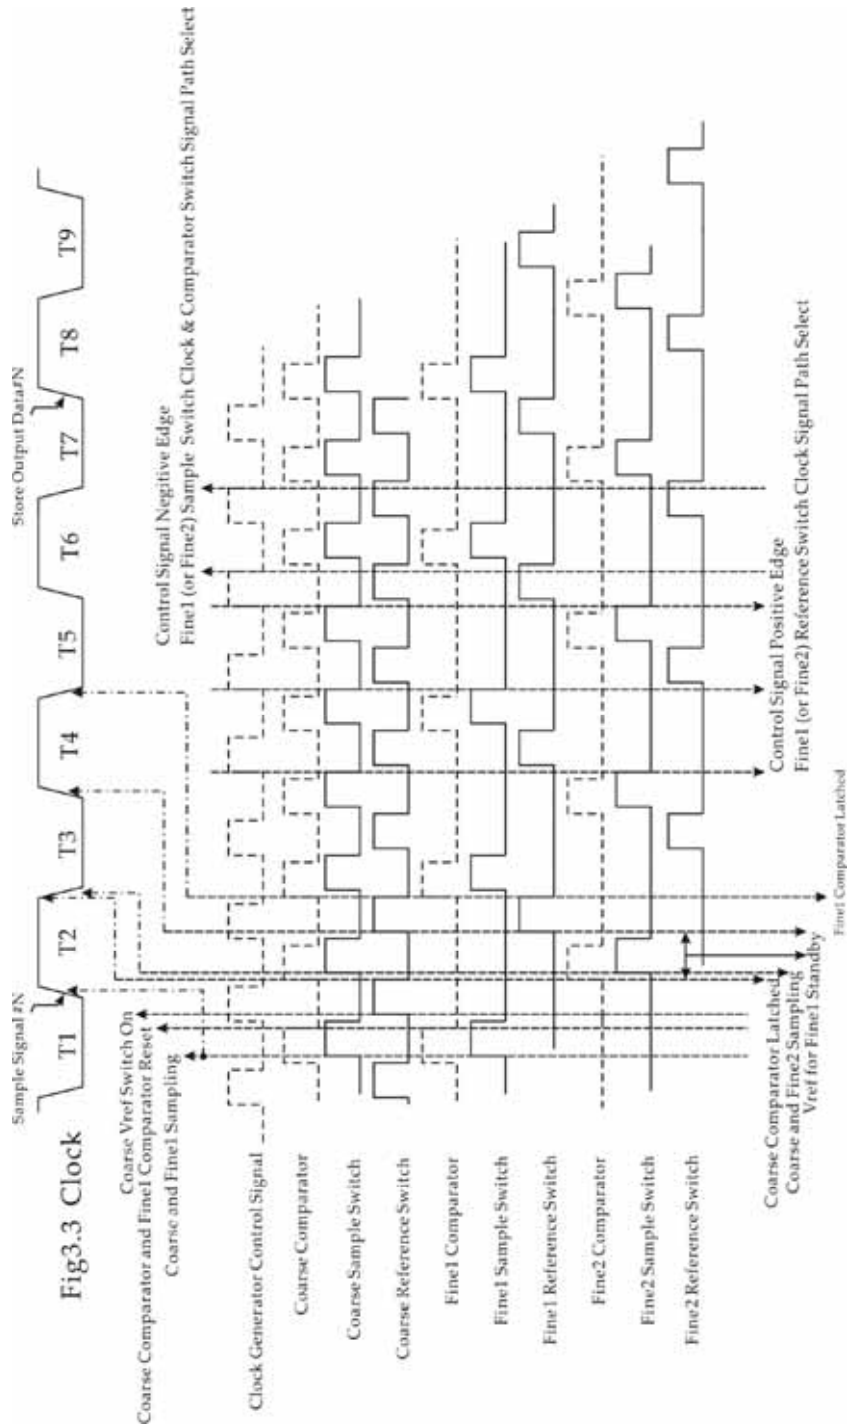 Fig3.3 Clock
T1
T2
T3
T4
T5
T6
T7
T8
T9
Sample Signal #N
Store Output Data#N
Coarse Vref Switch On
Coarse Comparator and Fine1 Comparator Reset
Coarse and Fine1 Sampling
Control Signal Negitive Edge
Fine1 (or Fine2) Sample Switch Clock & Comparator Switch Signal Path Select
Clock Generator Control Signal
Coarse Comparator
Coarse Sample Switch
Coarse Reference Switch
Fine1 Comparator
Fine1 Sample Switch
Fine1 Reference Switch
Fine2 Comparator
Fine2 Sample Switch
Fine2 Reference Switch
Coarse Comparator Latched
Coarse and Fine2 Sampling
Vref for Fine1 Standby
Fine1 Comparator Latched
Control Signal Positive Edge
Fine1 (or Fine2) Reference Switch Clock Signal Path Select